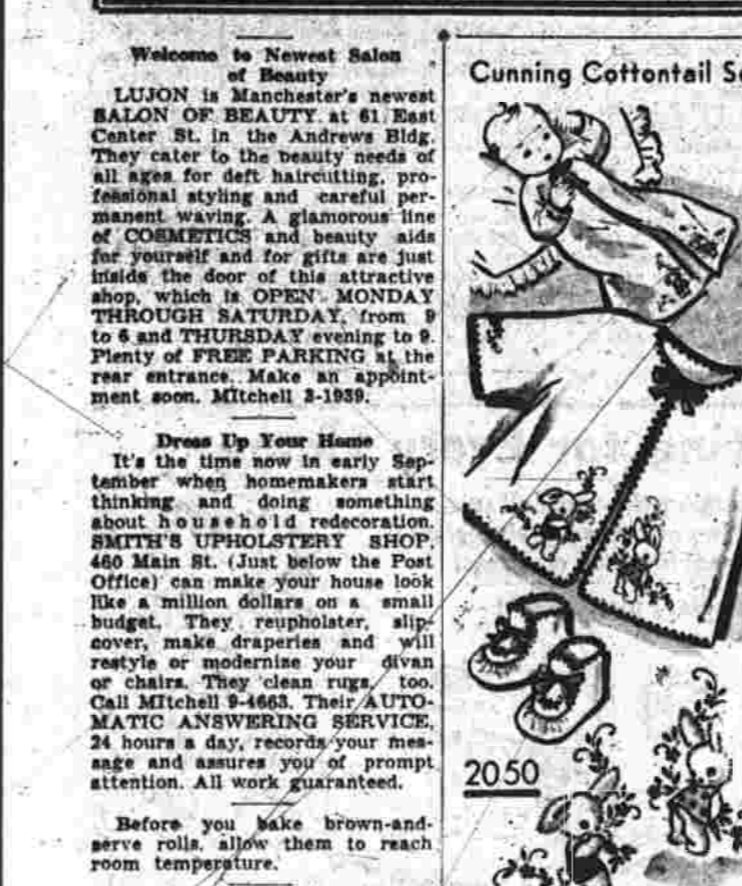 Welcome to Newest Salon
of Beauty
LUJON is Manchester's newest
SALON OF BEAUTY at 61 East
Center St. in the Andrews Bldg.
They cater to the beauty needs of
all ages for deft haircutting, pro-
fessional styling and careful per-
manent waving. A glamorous line
of COSMETICS and beauty aids
for yourself and for gifts are just
inside the door of this attractive
shop, which is OPEN MONDAY
THROUGH SATURDAY, from 9
to 6 and THURSDAY evening to 9.
Plenty of FREE PARKING at the
rear entrance. Make an appoint-
ment soon. MItchell 3-1939.
Dress Up Your Home
It's the time now in early Sep-
tember when homemakers start
thinking and doing something
about household redecoration.
SMITH'S UPHOLSTERY SHOP,
460 Main St. (Just below the Post
Office) can make your house look
like a million dollars on a small
budget. They reupholster, slip-
cover, make draperies and will
restyle or modernise your divan
or chairs. They clean rugs, too.
Call MItchell 9-4663. Their AUTO-
MATIC ANSWERING SERVICE,
24 hours a day, records your mes-
sage and assures you of prompt
attention. All work guaranteed.
Before you bake brown-and-
serve rolls, allow them to reach
room temperature.
Cunning Cottontail
2050